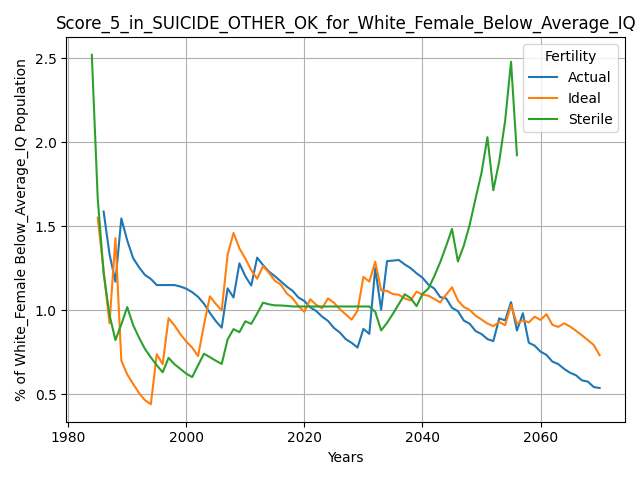 Score_5_in_SUICIDE_OTHER_OK_for_White_Female_Below_Average_IQ
% of White_Female Below_Average_IQ Population
2.5
2.0
1.5
1.0
0.5
Fertility
Actual
Ideal
Sterile
1980
2000
2020
2040
2060
Years